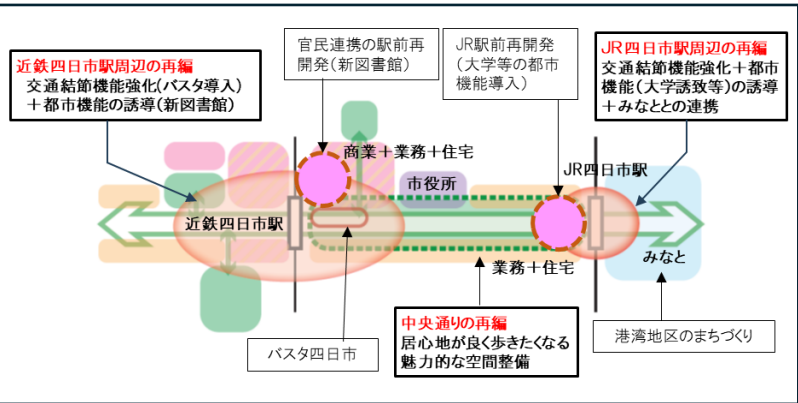 近鉄四日市駅周辺の再編
交通結節機能強化(バスタ導入)
＋都市機能の誘導(新図書館)
官民連携の駅前再
開発(新図書館)
JR駅前再開発
(大学等の都市
機能導入)
JR四日市駅周辺の再編
交通結節機能強化＋都市
機能(大学誘致等)の誘導
＋みなととの連携
商業＋業務＋住宅
市役所
JR四日市駅
近鉄四日市駅
みなと
業務＋住宅
バスタ四日市
中央通りの再編
居心地が良く歩きたくなる
魅力的な空間整備
港湾地区のまちづくり